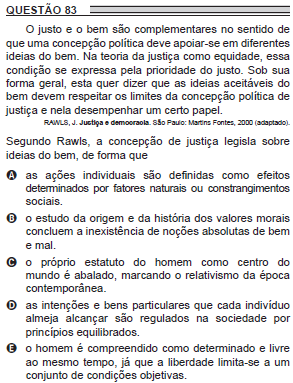 QUESTÃO 83
O justo e o bem são complementares no sentido de
que uma concepção política deve apoiar-se em diferentes
ideias do bem. Na teoria da justiça como equidade, essa
condição se expressa pela prioridade do justo. Sob sua
forma geral, esta quer dizer que as ideias aceitáveis do
bem devem respeitar os limites da concepção política de
justiça e nela desempenhar um certo papel.
RAWLS, J. Justiça e democracia. São Paulo: Martins Fontes, 2000 (adaptado).
Segundo Rawls, a concepção de justiça legisla sobre
ideias do bem, de forma que
A as ações individuais são definidas como efeitos
determinados por fatores naturais ou constrangimentos
sociais.
B o estudo da origem e da história dos valores morais
concluem a inexistência de noções absolutas de bem
e mal.
C o próprio estatuto do homem como centro do
mundo é abalado, marcando o relativismo da época
contemporânea.
D as intenções e bens particulares que cada indivíduo
almeja alcançar são regulados na sociedade por
princípios equilibrados.
E o homem é compreendido como determinado e livre
ao mesmo tempo, já que a liberdade limita-se a um
conjunto de condições objetivas.